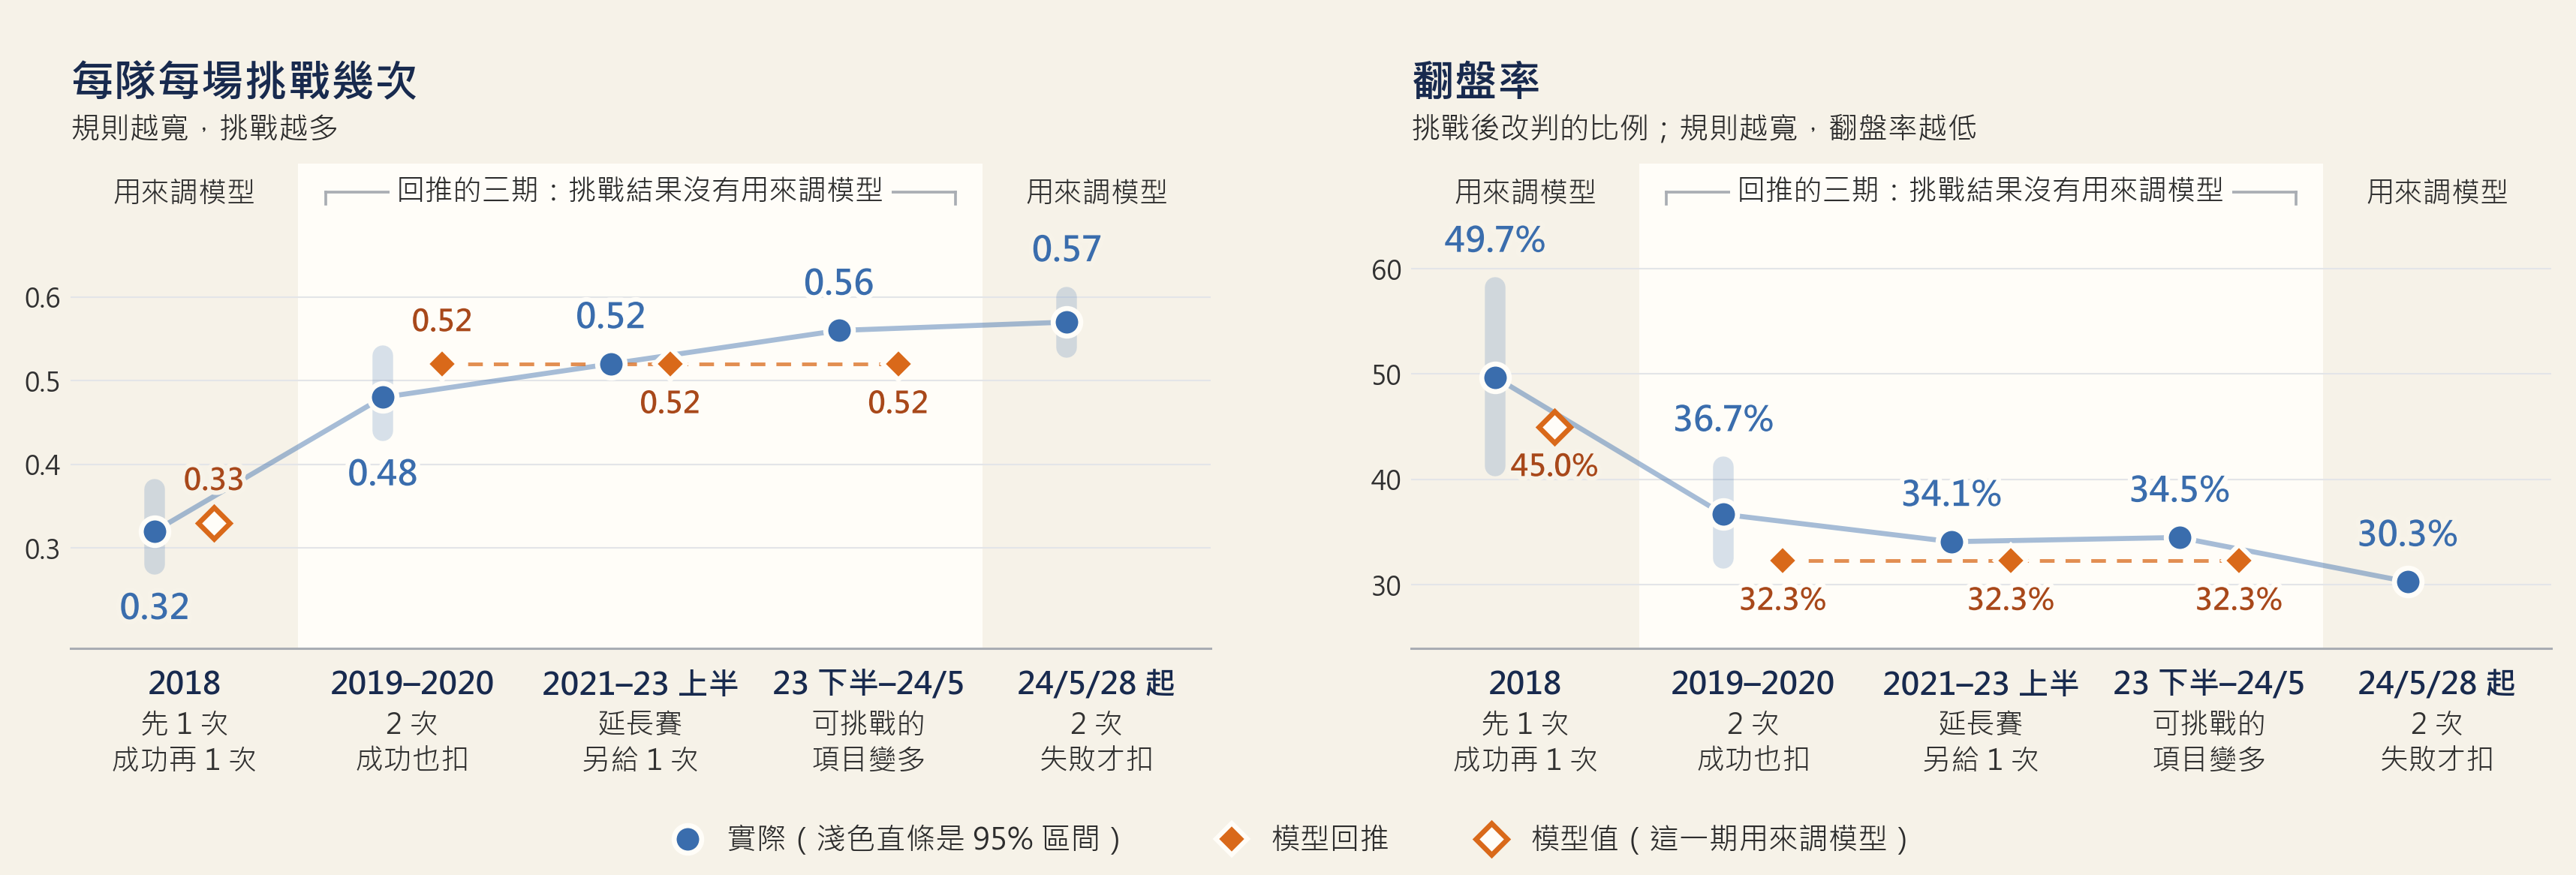 每隊每場挑戰幾次
規則越寬，挑戰越多
用來調模型
回推的三期：挑戰結果沒有用來調模型
用來調模型
0.6
0.5
0.4
0.3
0.32
0.33
0.48
0.52
0.52
0.52
0.56
0.52
0.57
2018
先 1 次
成功再 1 次
2019–2020
2 次
成功也扣
2021–23 上半
延長賽
另給 1 次
23 下半–24/5
可挑戰的
項目變多
24/5/28 起
2 次
失敗才扣
翻盤率
挑戰後改判的比例；規則越寬，翻盤率越低
用來調模型
回推的三期：挑戰結果沒有用來調模型
用來調模型
60
50
40
30
49.7%
45.0%
36.7%
32.3%
34.1%
32.3%
34.5%
32.3%
30.3%
2018
先 1 次
成功再 1 次
2019–2020
2 次
成功也扣
2021–23 上半
延長賽
另給 1 次
23 下半–24/5
可挑戰的
項目變多
24/5/28 起
2 次
失敗才扣
實際（淺色直條是 95% 區間）
模型回推
模型值（這一期用來調模型）